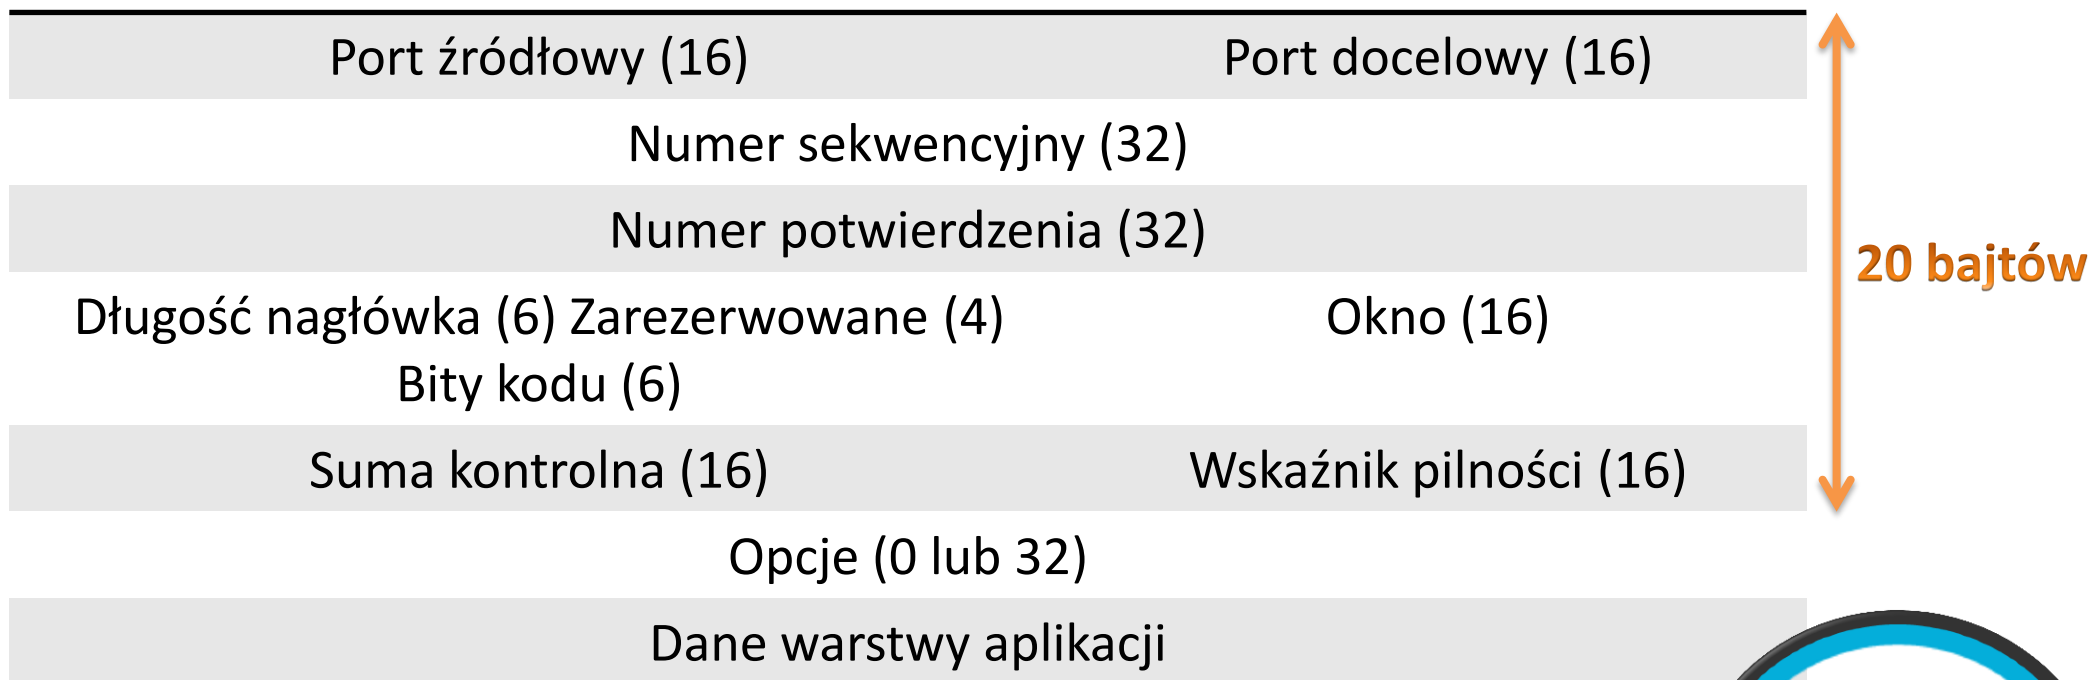 Port źródłowy (16) Port docelowy (16)
Numer sekwencyjny (32)
Numer potwierdzenia (32)
20 bajtów
Długość nagłówka (6) Zarezerwowane (4) Okno (16)
Bity kodu (6)
Suma kontrolna (16) Wskaźnik pilności (16)
Opcje (0 lub 32)
Dane warstwy aplikacji